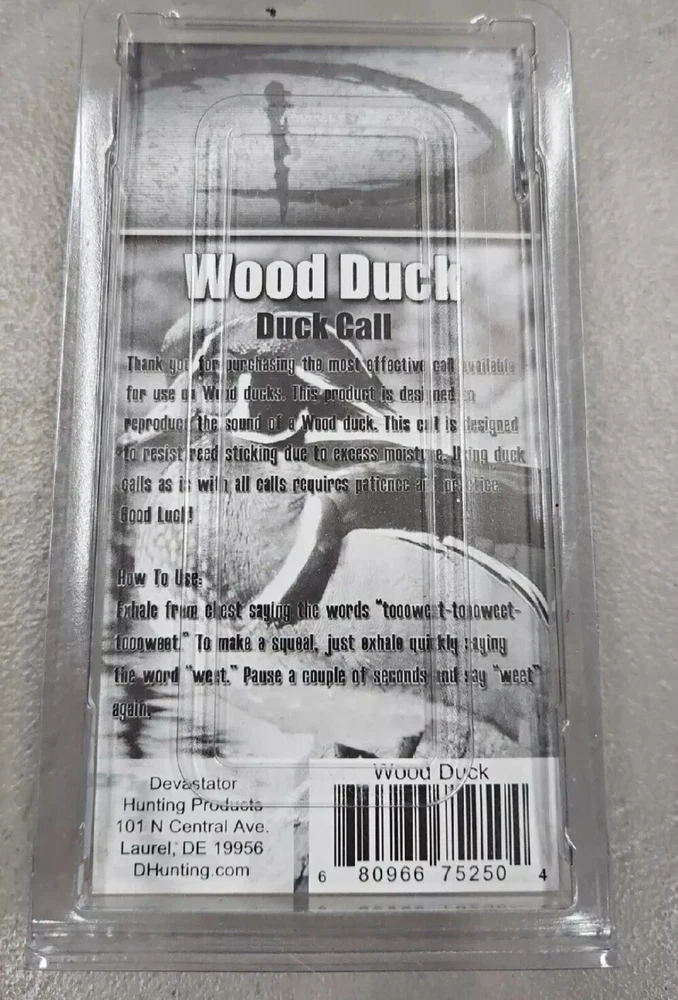 Wood Duck
Duck Call
Thank you for purchasing the most effective call available
for use on Wood ducks. This product is designed to
reproduce the sound of a Wood duck. This call is designed
to resist reed sticking due to excess moisture. Using duck
calls as is with all calls requires patience and practice.
Good Luck!
How To Use:
Exhale from chest saying the words "toooweet-toooweet-
toooweet." To make a squeal, just exhale quickly saying
the word "weet." Pause a couple of seconds and say "weet"
again.
Devastator
Hunting Products
101 N Central Ave.
Laurel, DE 19956
DHunting.com
Wood Duck
6 80966 75250 4